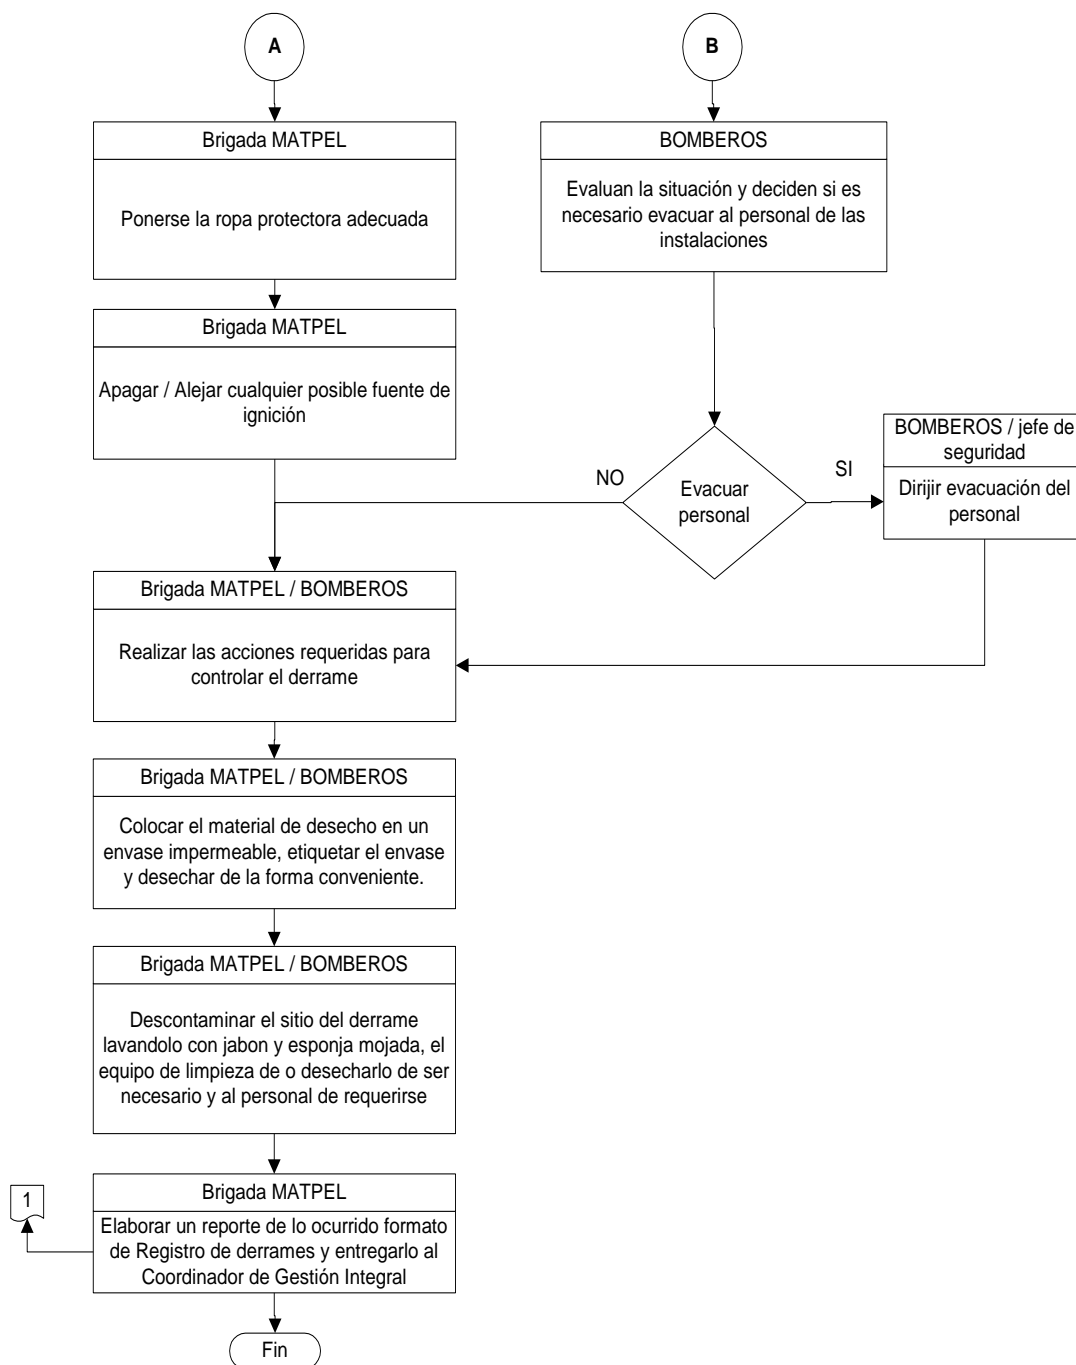 A
B
Brigada MATPEL
Ponerse la ropa protectora adecuada
BOMBEROS
Evaluan la situación y deciden si es
necesario evacuar al personal de las
instalaciones
Brigada MATPEL
Apagar / Alejar cualquier posible fuente de
ignición
NO
Evacuar
personal
SI
BOMBEROS / jefe de
seguridad
Dirijir evacuación del
personal
Brigada MATPEL / BOMBEROS
Realizar las acciones requeridas para
controlar el derrame
Brigada MATPEL / BOMBEROS
Colocar el material de desecho en un
envase impermeable, etiquetar el envase
y desechar de la forma conveniente.
Brigada MATPEL / BOMBEROS
Descontaminar el sitio del derrame
lavandolo con jabon y esponja mojada, el
equipo de limpieza de o desecharlo de ser
necesario y al personal de requerirse
Brigada MATPEL
1
Elaborar un reporte de lo ocurrido formato
de Registro de derrames y entregarlo al
Coordinador de Gestión Integral
Fin